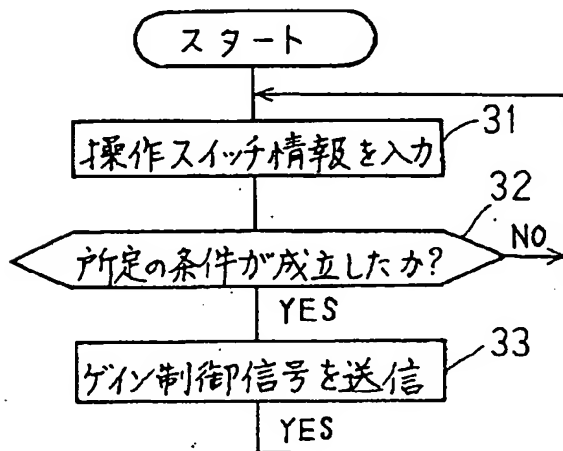 スタート
31
操作スイッチ情報を入力
32
所定の条件が成立したか?
NO
YES
33
ゲイン制御信号を送信
YES